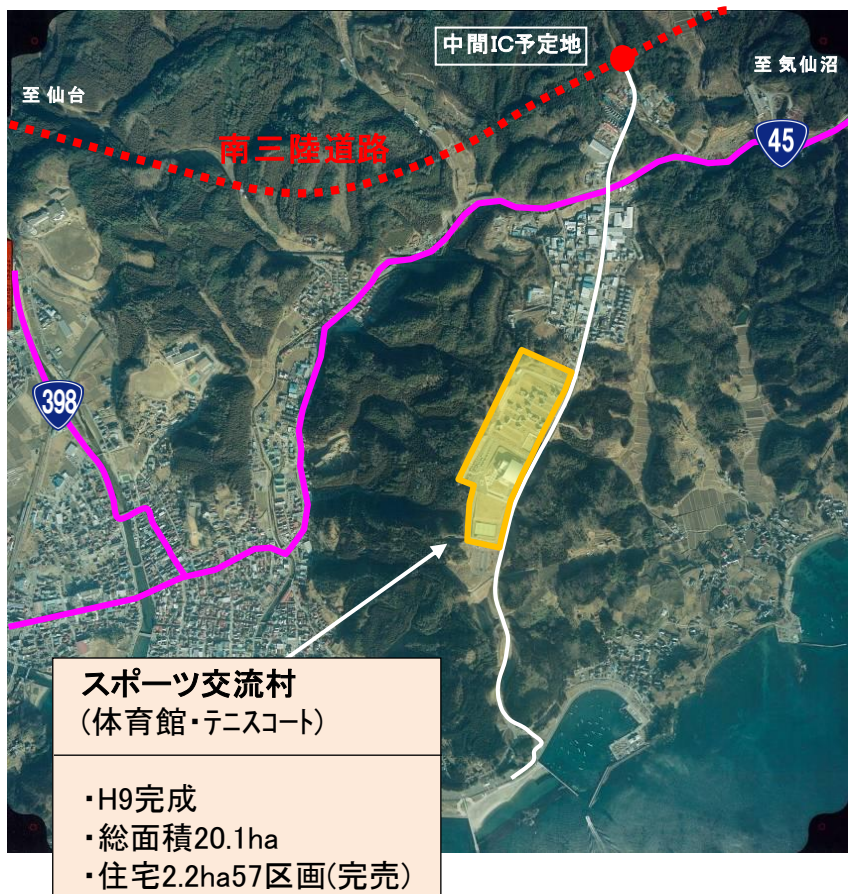 中間IC予定地
至 仙台
至 気仙沼
南三陸道路
45
398
スポーツ交流村
(体育館・テニスコート)
・H9完成
・総面積20.1ha
・住宅2.2ha57区画(完売)